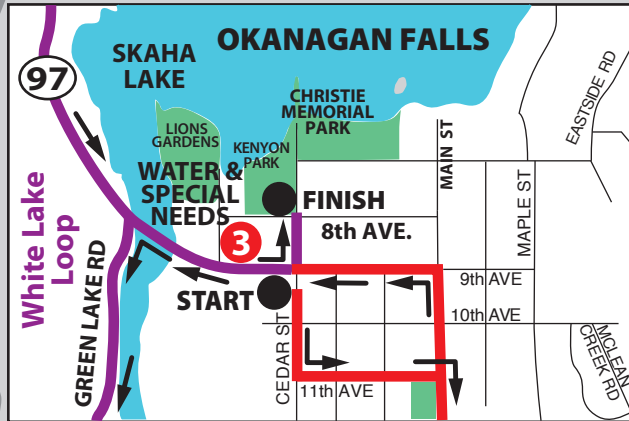 OKANAGAN FALLS
SKAHA
LAKE
97
CHRISTIE
MEMORIAL
PARK
LIONS
GARDENS
KENYON
PARK
EASTSIDE RD
MAIN ST
MAPLE ST
WATER &
SPECIAL
NEEDS
FINISH
3
8th AVE.
White Lake
Loop
GREEN LAKE RD
START
9th AVE
10th AVE
CEDAR ST
11th AVE
MCLEAN
CREEK RD